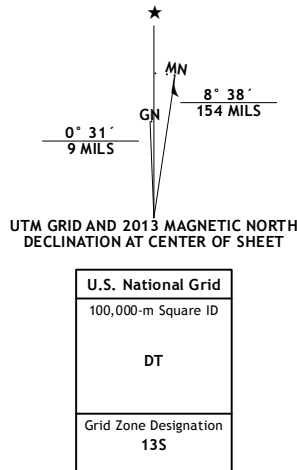 ★
MN
8° 38´
154 MILS
GN
0° 31´
9 MILS
UTM GRID AND 2013 MAGNETIC NORTH
DECLINATION AT CENTER OF SHEET
U.S. National Grid
100,000-m Square ID
DT
Grid Zone Designation
13S